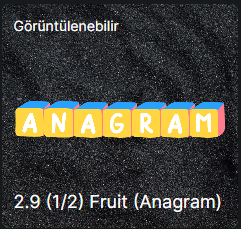 Görüntülenebilir
ANAGRAM
2.9 (1/2) Fruit (Anagram)